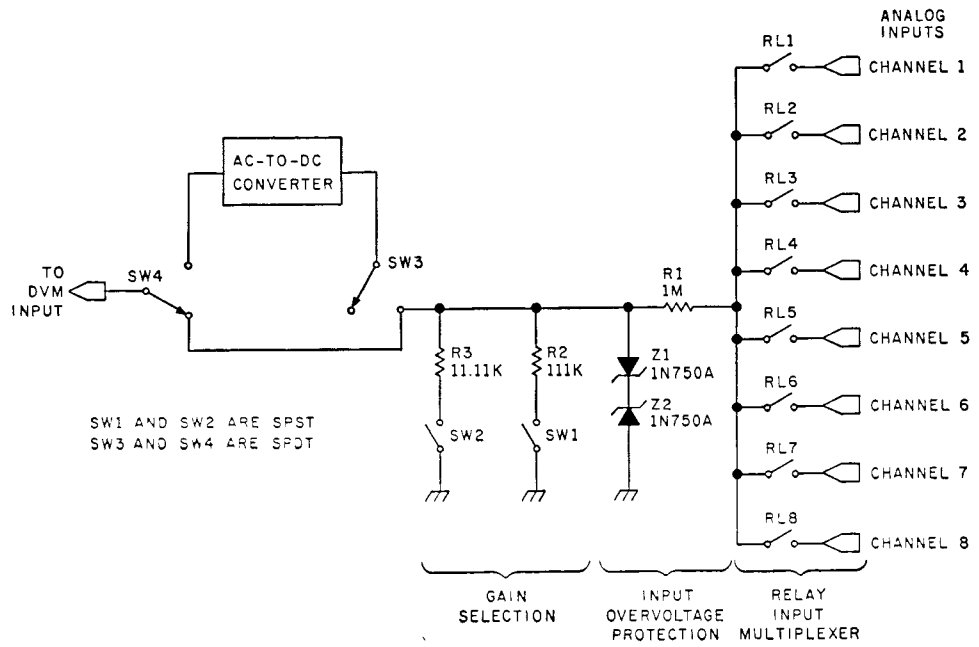 ANALOG
INPUTS
RL1
CHANNEL 1
RL2
CHANNEL 2
RL3
CHANNEL 3
RL4
CHANNEL 4
RL5
CHANNEL 5
RL6
CHANNEL 6
RL7
CHANNEL 7
RL8
CHANNEL 8
AC-TO-DC
CONVERTER
TO
DVM
INPUT
SW4
SW3
R1
1M
R3
11.11K
R2
111K
Z1
1N750A
Z2
1N750A
SW2
SW1
SW1 AND SW2 ARE SPST
SW3 AND SW4 ARE SPDT
GAIN
SELECTION
INPUT
OVERVOLTAGE
PROTECTION
RELAY
INPUT
MULTIPLEXER